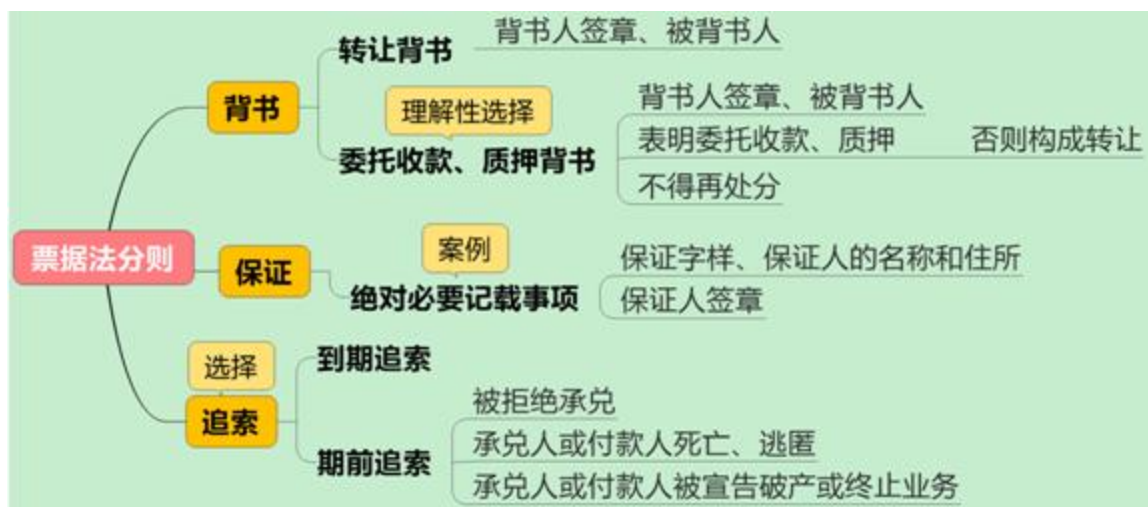 票据法分则
背书
转让背书
背书人签章、被背书人
理解性选择
委托收款、质押背书
背书人签章、被背书人
表明委托收款、质押 否则构成转让
不得再处分
保证
案例
绝对必要记载事项
保证字样、保证人的名称和住所
保证人签章
选择
追索
到期追索
期前追索
被拒绝承兑
承兑人或付款人死亡、逃匿
承兑人或付款人被宣告破产或终止业务